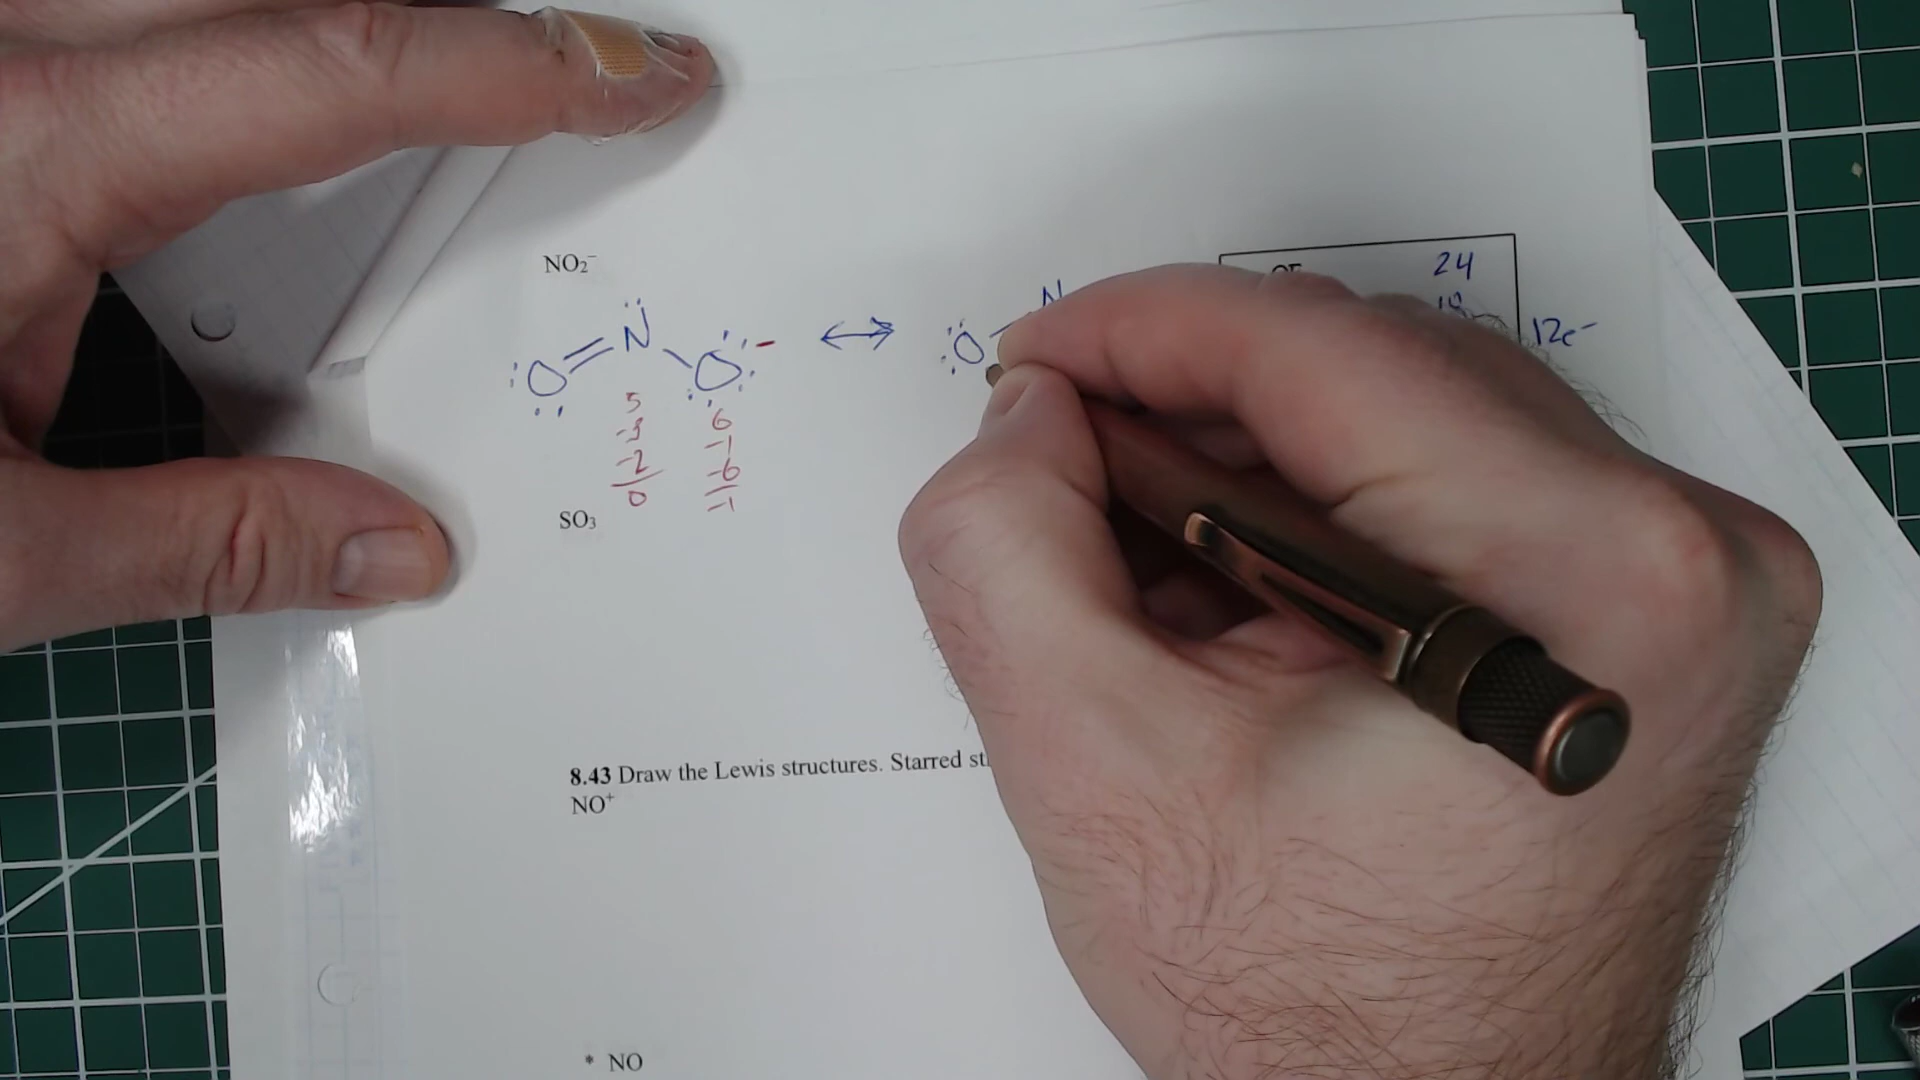 NO₂⁻
24
18
12e⁻
:O=N-O: - ↔ :O-N
5
-3
-2
0
6
-1
-6
-1
SO₃
8.43 Draw the Lewis structures. Starred
NO⁺
* NO